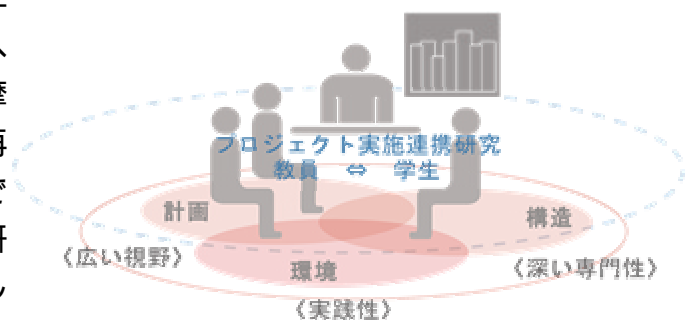 プロジェクト実施連携研究
教員 ⇔ 学生
計画
構造
《広い視野》
環境
《深い専門性》
《実践性》